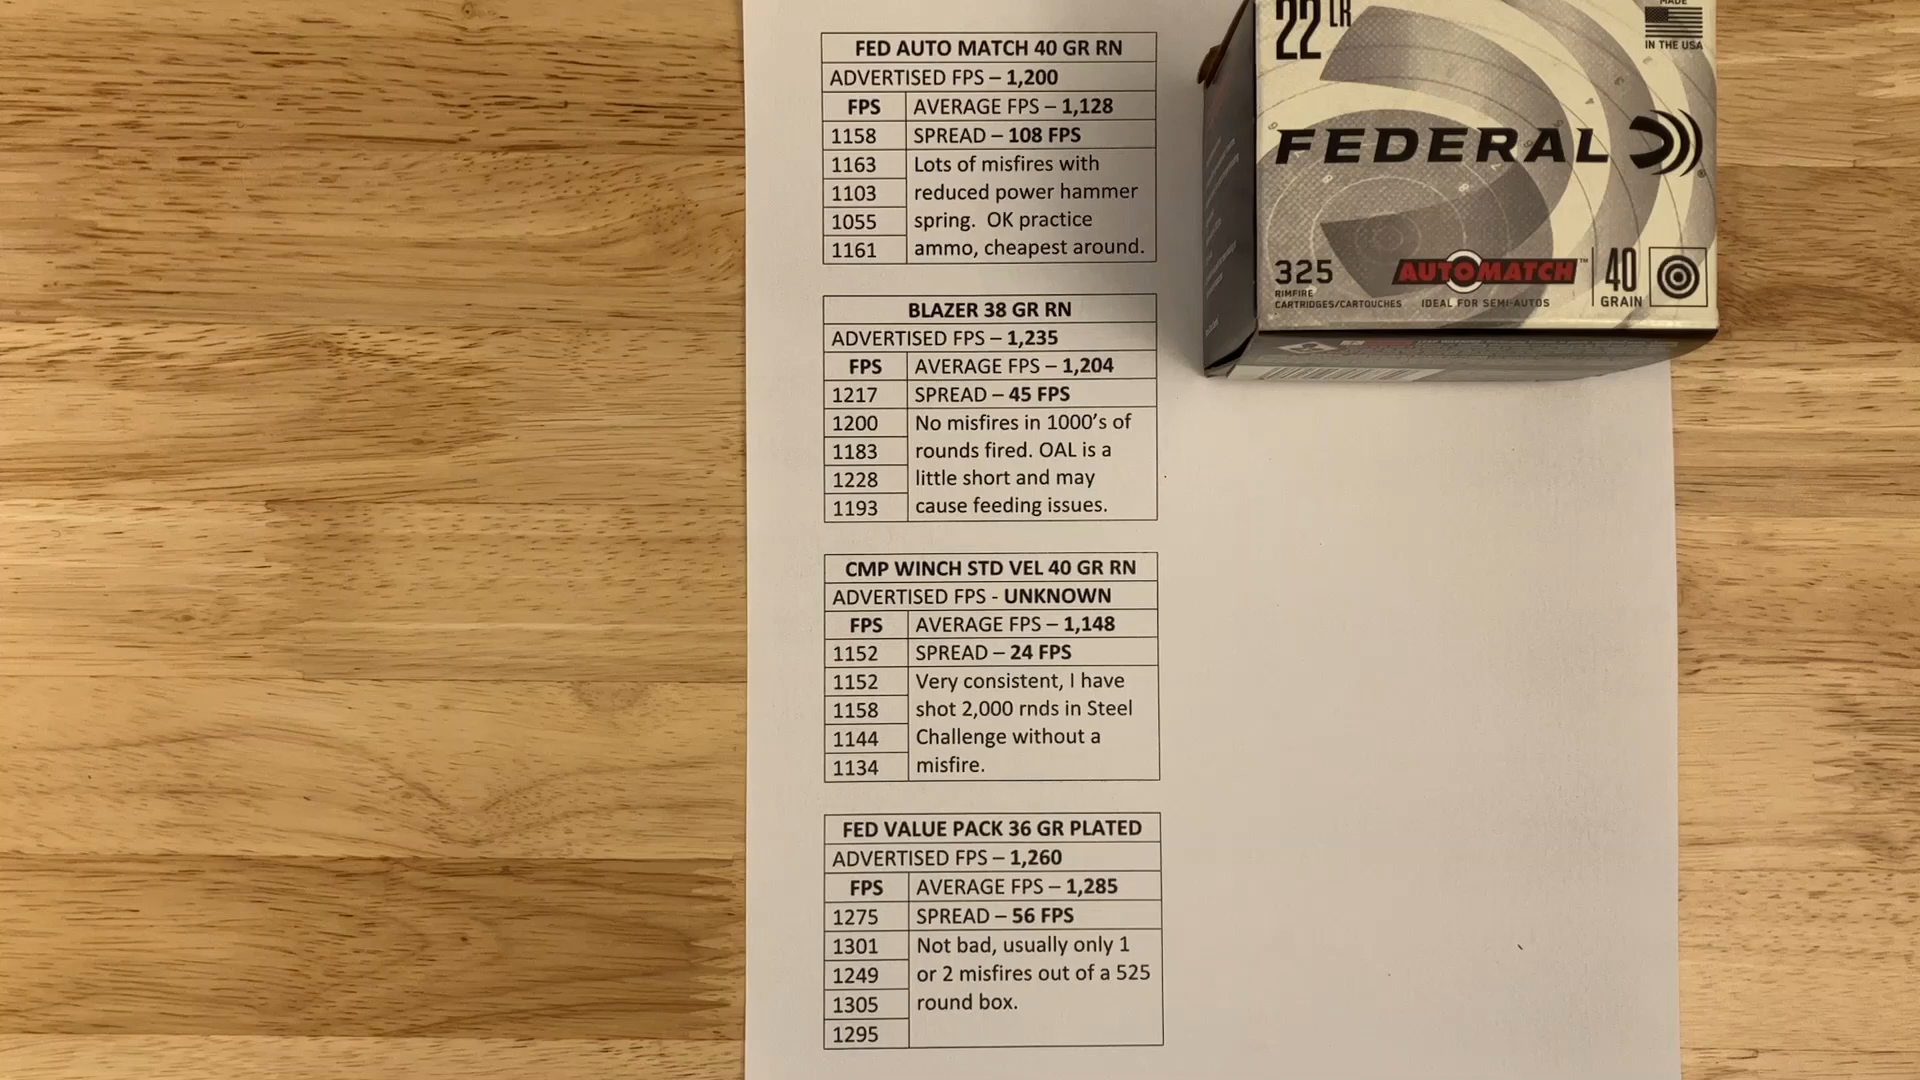 FED AUTO MATCH 40 GR RN
ADVERTISED FPS – 1,200
FPS
AVERAGE FPS – 1,128
1158
SPREAD – 108 FPS
1163
1103
1055
1161
Lots of misfires with
reduced power hammer
spring. OK practice
ammo, cheapest around.
BLAZER 38 GR RN
ADVERTISED FPS – 1,235
FPS
AVERAGE FPS – 1,204
1217
SPREAD – 45 FPS
1200
1183
1228
1193
No misfires in 1000’s of
rounds fired. OAL is a
little short and may
cause feeding issues.
CMP WINCH STD VEL 40 GR RN
ADVERTISED FPS - UNKNOWN
FPS
AVERAGE FPS – 1,148
1152
SPREAD – 24 FPS
1152
1158
1144
1134
Very consistent, I have
shot 2,000 rnds in Steel
Challenge without a
misfire.
FED VALUE PACK 36 GR PLATED
ADVERTISED FPS – 1,260
FPS
AVERAGE FPS – 1,285
1275
SPREAD – 56 FPS
1301
1249
1305
1295
Not bad, usually only 1
or 2 misfires out of a 525
round box.
22 LR
MADE
IN THE USA
FEDERAL
325
RIMFIRE
CARTRIDGES/CARTOUCHES
AUTOMATCH™
IDEAL FOR SEMI-AUTOS
40
GRAIN